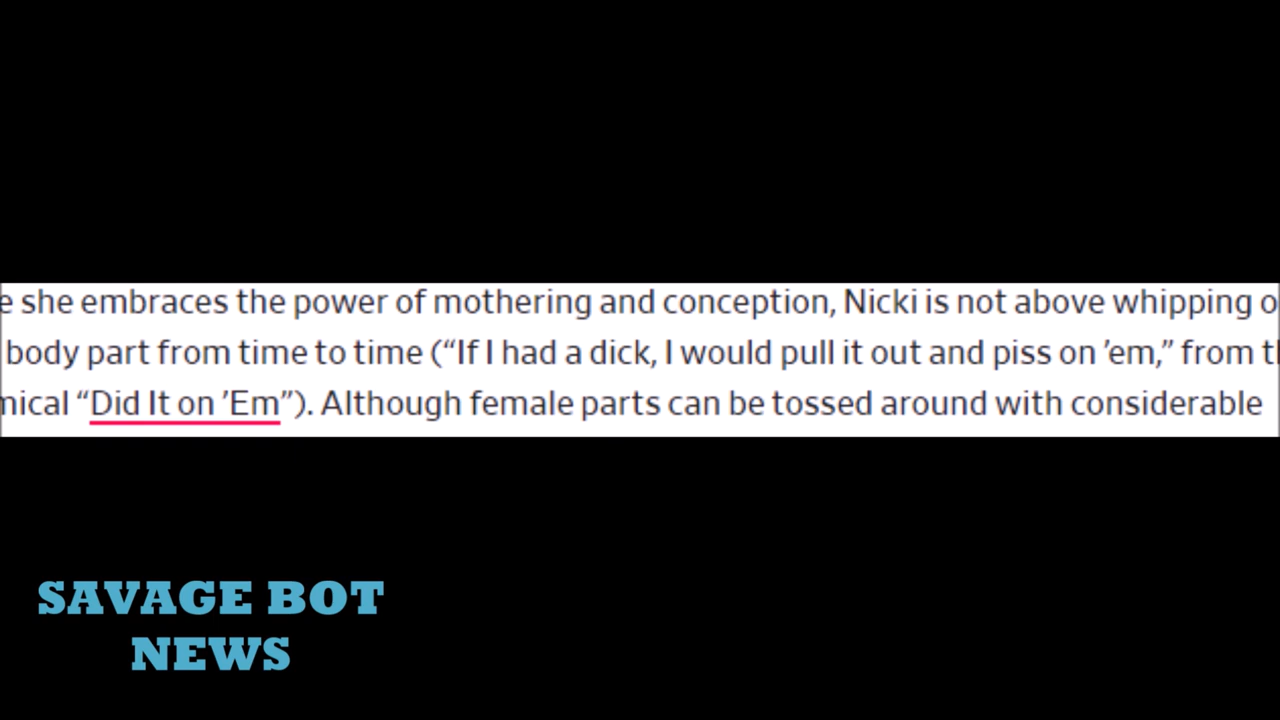 she embraces the power of mothering and conception, Nicki is not above whipping
body part from time to time (“If I had a dick, I would pull it out and piss on ’em,” from
“Did It on ’Em”). Although female parts can be tossed around with considerable
SAVAGE BOT
NEWS